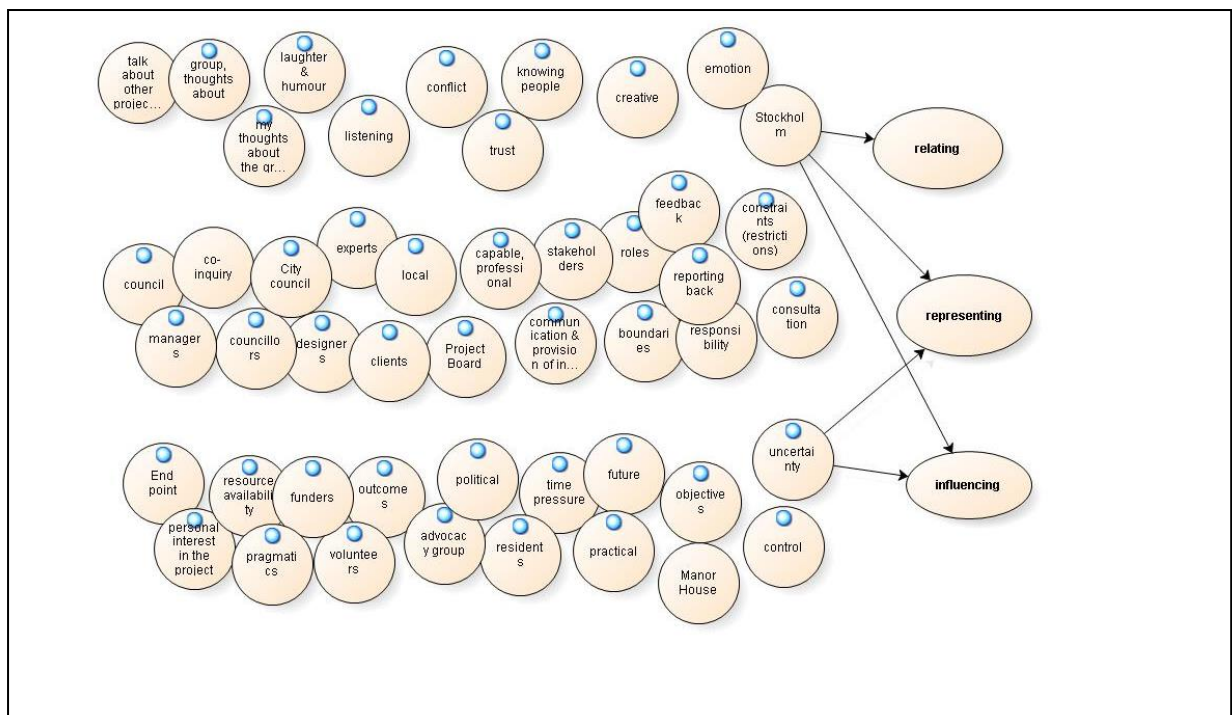 talk
about
other
projec...
group,
thoughts
about
laughter
&
humour
my
thoughts
about
the gr...
listening
conflict
knowing
people
trust
creative
emotion
Stockhol
m
relating
council
co-
inquiry
City
council
experts
local
capable,
professi
onal
stakehol
ders
roles
feedbac
k
reporting
back
constrai
nts
(restricti
ons)
manager
s
councillo
rs
designer
s
clients
Project
Board
commun
ication &
provisio
n of in...
boundari
es
responsi
bility
consulta
tion
representing
End
point
resource
availabili
ty
funders
outcome
s
political
time
pressure
future
objective
s
uncertai
nty
influencing
personal
interest
in the
project
pragmati
cs
voluntee
rs
advocac
y group
resident
s
practical
Manor
House
control